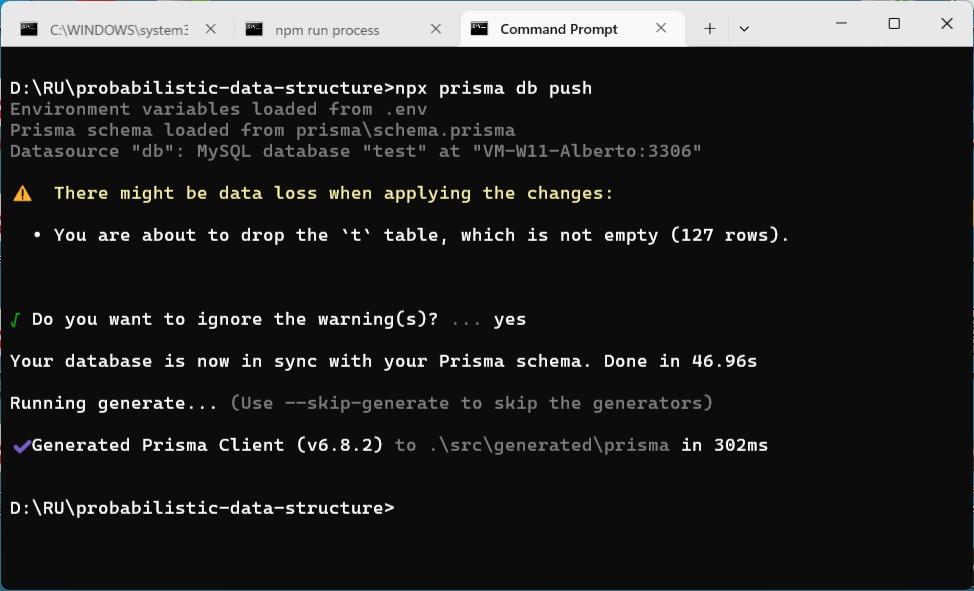 C:\WINDOWS\system3
npm run process
Command Prompt
D:\RU\probabilistic-data-structure>npx prisma db push
Environment variables loaded from .env
Prisma schema loaded from prisma\schema.prisma
Datasource "db": MySQL database "test" at "VM-W11-Alberto:3306"
⚠ There might be data loss when applying the changes:
• You are about to drop the `t` table, which is not empty (127 rows).
√ Do you want to ignore the warning(s)? ... yes
Your database is now in sync with your Prisma schema. Done in 46.96s
Running generate... (Use --skip-generate to skip the generators)
✔Generated Prisma Client (v6.8.2) to .\src\generated\prisma in 302ms
D:\RU\probabilistic-data-structure>